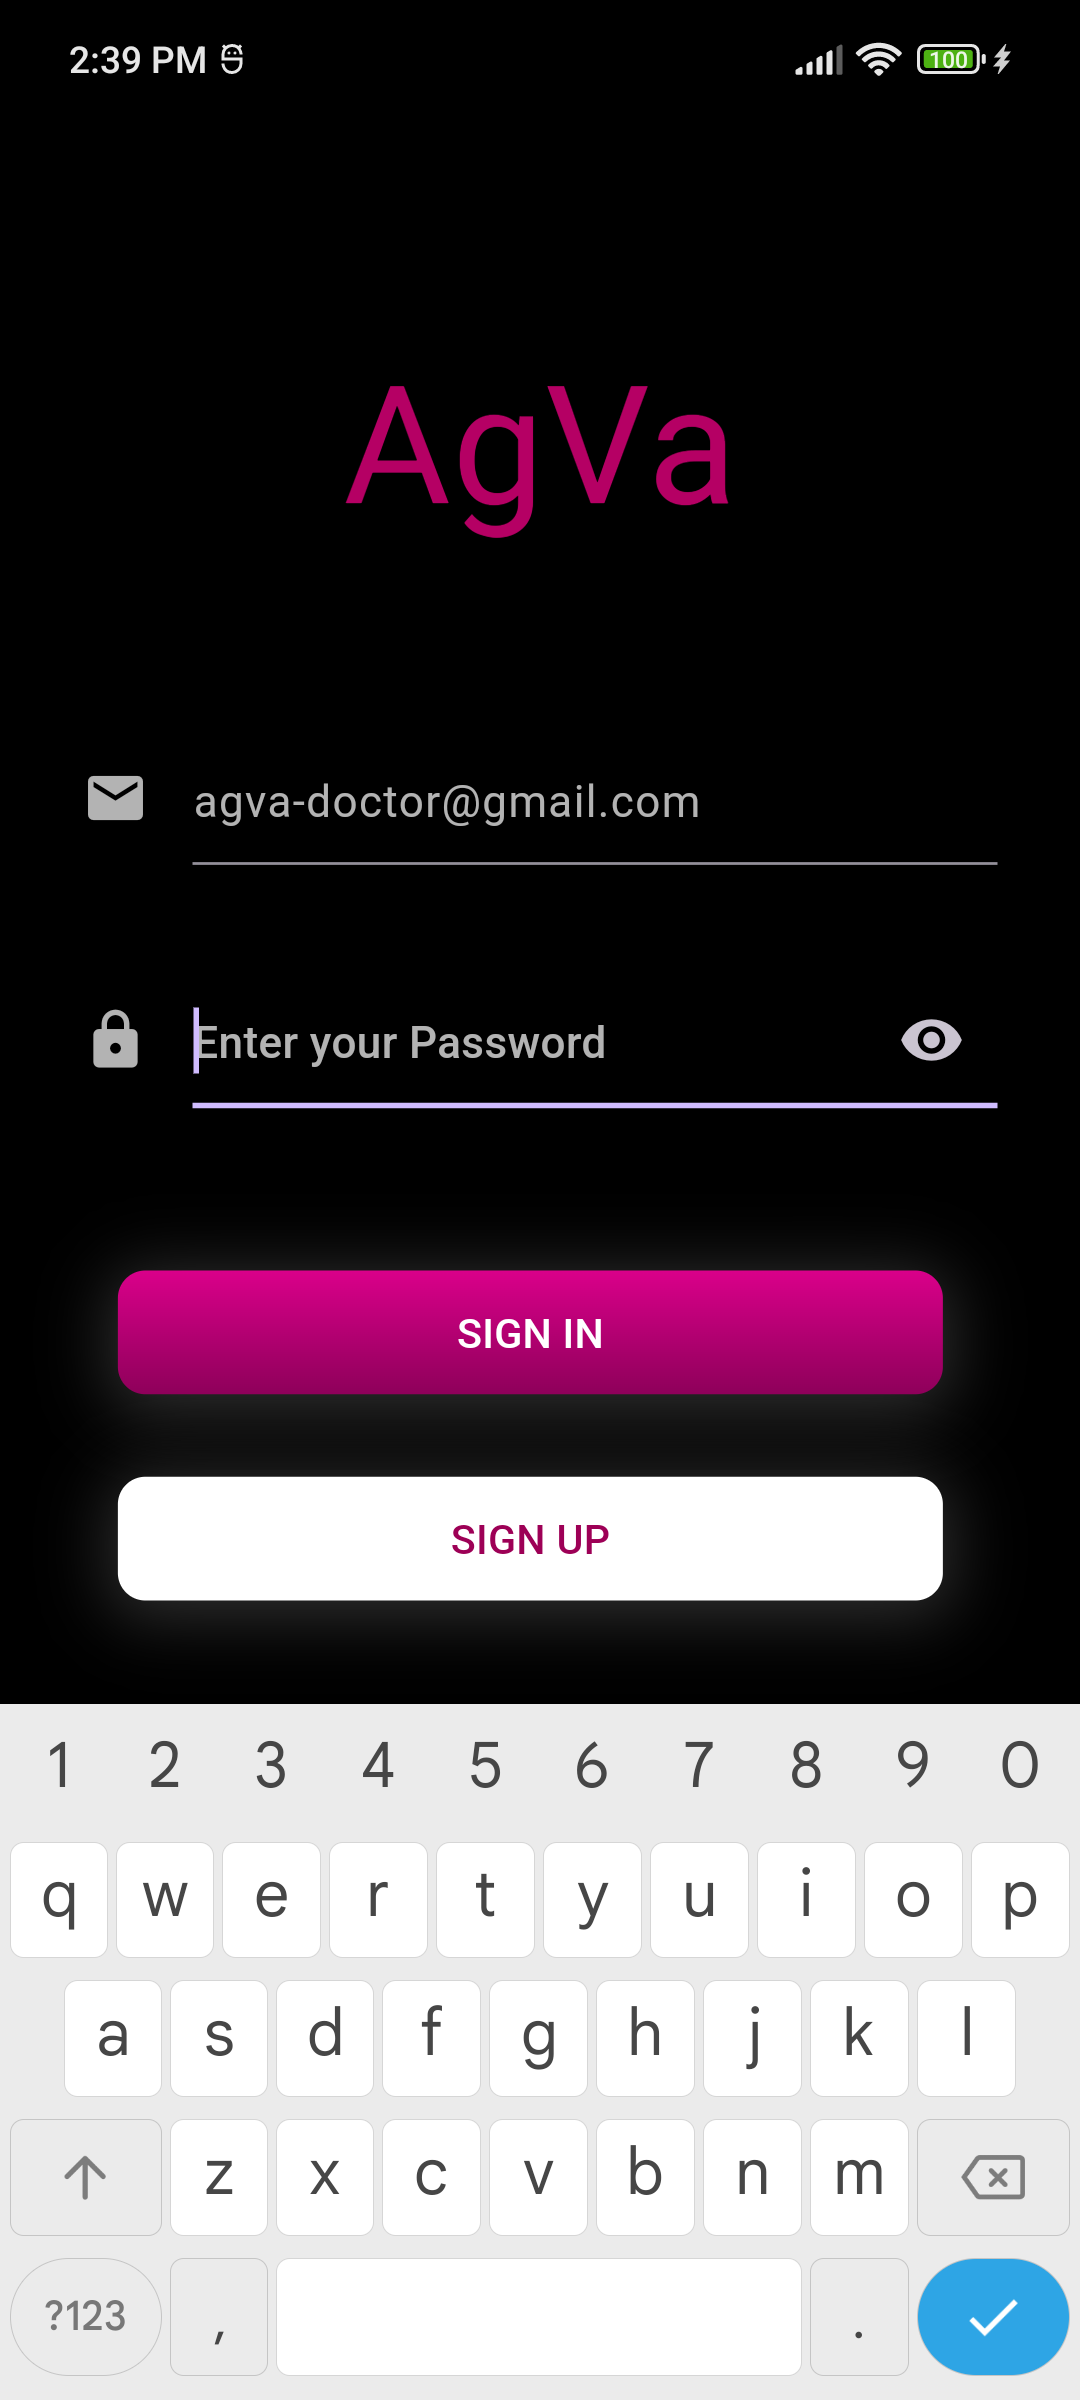 2:39 PM
100
AgVa
agva-doctor@gmail.com
Enter your Password
SIGN IN
SIGN UP
1 2 3 4 5 6 7 8 9 0
q w e r t y u i o p
a s d f g h j k l
z x c v b n m
?123 , .